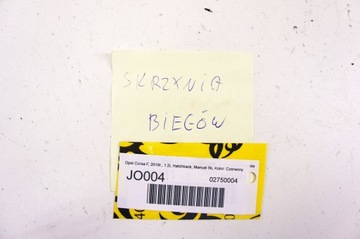 SKRZYNIA
BIEGÓW
Opel Corsa F, 2019r., 1.2i, Hatchback, Manual 5b, Kolor: Czerwony
JO004
02750004